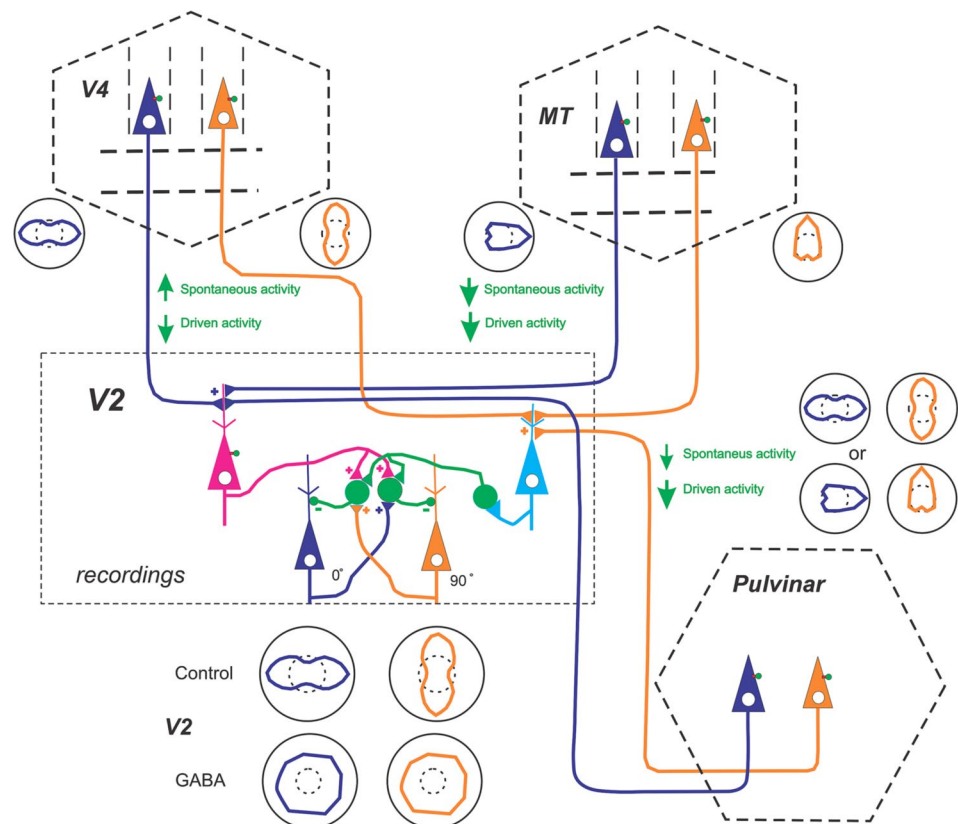 V4
MT
Spontaneous activity
Driven activity
Spontaneous activity
Driven activity
V2
+
+
Spontaneus activity
Driven activity
or
+
+
-
+
+
-
0°
90°
recordings
Pulvinar
Control
V2
GABA